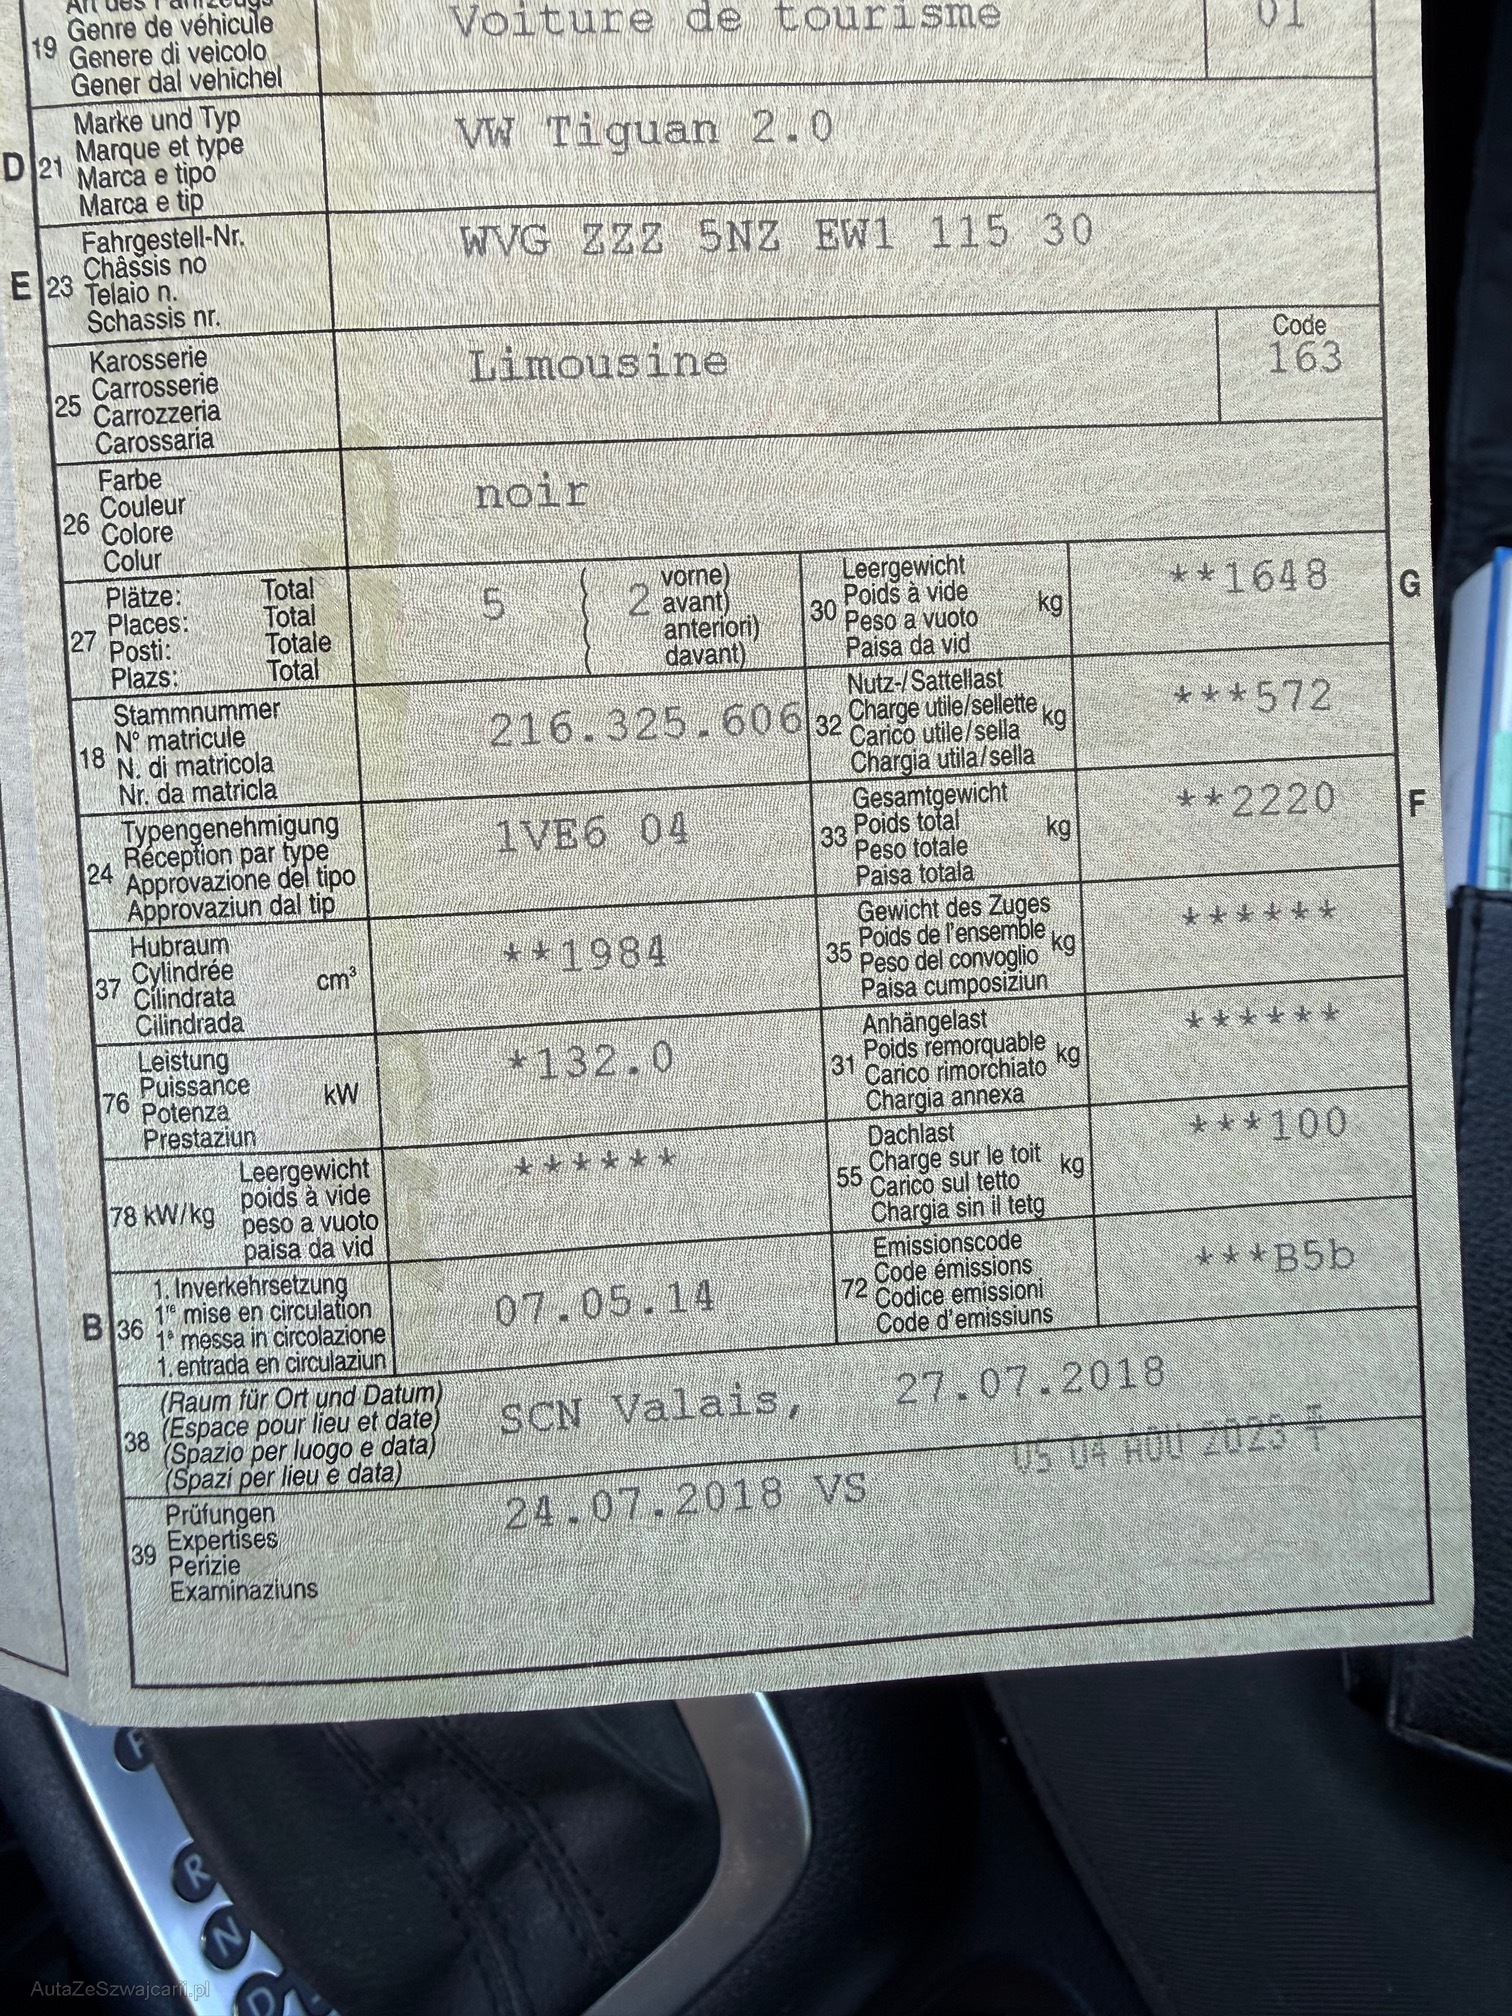 Art des Fahrzeugs
19 Genre de véhicule
Genere di veicolo
Gener dal vehichel
Voiture de tourisme
01
D 21 Marke und Typ
Marque et type
Marca e tipo
Marca e tip
VW Tiguan 2.0
E 23 Fahrgestell-Nr.
Châssis no
Telaio n.
Schassis nr.
WVG ZZZ 5NZ EW1 115 30
25 Karosserie
Carrosserie
Carrozzeria
Carossaria
Limousine
Code
163
26 Farbe
Couleur
Colore
Colur
noir
27 Plätze: Total
Places: Total
Posti: Totale
Plazs: Total
5
2 vorne)
avant)
anteriori)
davant)
30 Leergewicht
Poids à vide
Peso a vuoto
Paisa da vid
kg
**1648
G
18 Stammnummer
N° matricule
N. di matricola
Nr. da matricla
216.325.606
32 Nutz-/Sattellast
Charge utile/sellette
Carico utile/sella
Chargia utila/sella
kg
***572
24 Typengenehmigung
Réception par type
Approvazione del tipo
Approvaziun dal tip
1VE6 04
33 Gesamtgewicht
Poids total
Peso totale
Paisa totala
kg
**2220
F
37 Hubraum
Cylindrée
Cilindrata
Cilindrada
cm³
**1984
35 Gewicht des Zuges
Poids de l'ensemble
Peso del convoglio
Paisa cumposiziun
kg
******
76 Leistung
Puissance
Potenza
Prestaziun
kW
*132.0
31 Anhängelast
Poids remorquable
Carico rimorchiato
Chargia annexa
kg
******
78 kW/kg Leergewicht
poids à vide
peso a vuoto
paisa da vid
******
55 Dachlast
Charge sur le toit
Carico sul tetto
Chargia sin il tetg
kg
***100
B 36 1. Inverkehrsetzung
1re mise en circulation
1a messa in circolazione
1. entrada en circulaziun
07.05.14
72 Emissionscode
Code émissions
Codice emissioni
Code d'emissiuns
***B5b
38 (Raum für Ort und Datum)
(Espace pour lieu et date)
(Spazio per luogo e data)
(Spazi per lieu e data)
SCN Valais, 27.07.2018
04 AOU 2023
39 Prüfungen
Expertises
Perizie
Examinaziuns
24.07.2018 VS
P
R
N
D
AutaZeSzwajcarii.pl